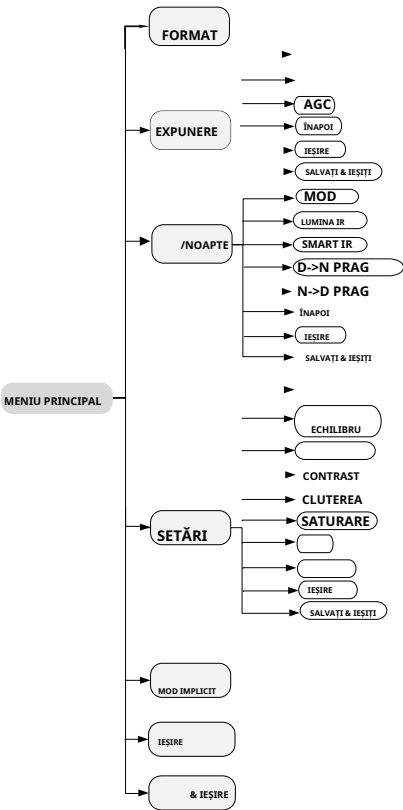 FORMAT
EXPUNERE
AGC
ÎNAPOI
IEȘIRE
SALVAȚI & IEȘIȚI
/NOAPTE
MOD
LUMINA IR
SMART IR
D->N PRAG
N->D PRAG
ÎNAPOI
IEȘIRE
SALVAȚI & IEȘIȚI
MENIU PRINCIPAL
SETĂRI
ECHILIBRU
CONTRAST
CLUTEREA
SATURARE
IEȘIRE
SALVAȚI & IEȘIȚI
MOD IMPLICIT
IEȘIRE
& IEȘIRE